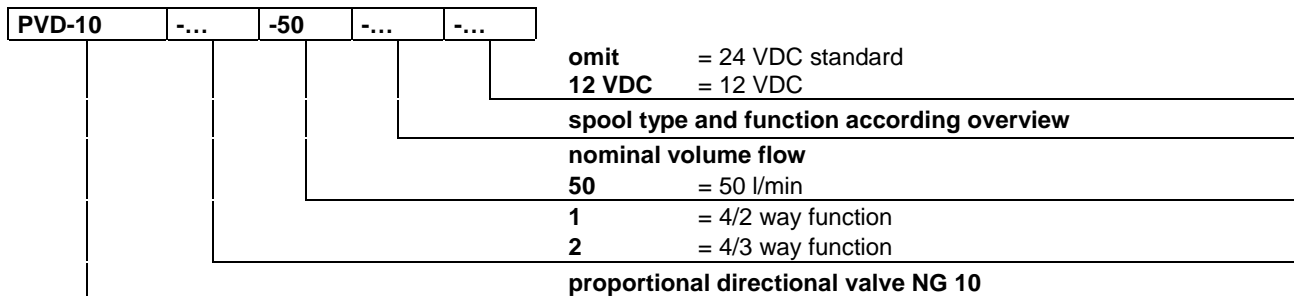 PVD-10 -… -50 -… -…
omit = 24 VDC standard
12 VDC = 12 VDC
spool type and function according overview
nominal volume flow
50 = 50 l/min
1 = 4/2 way function
2 = 4/3 way function
proportional directional valve NG 10